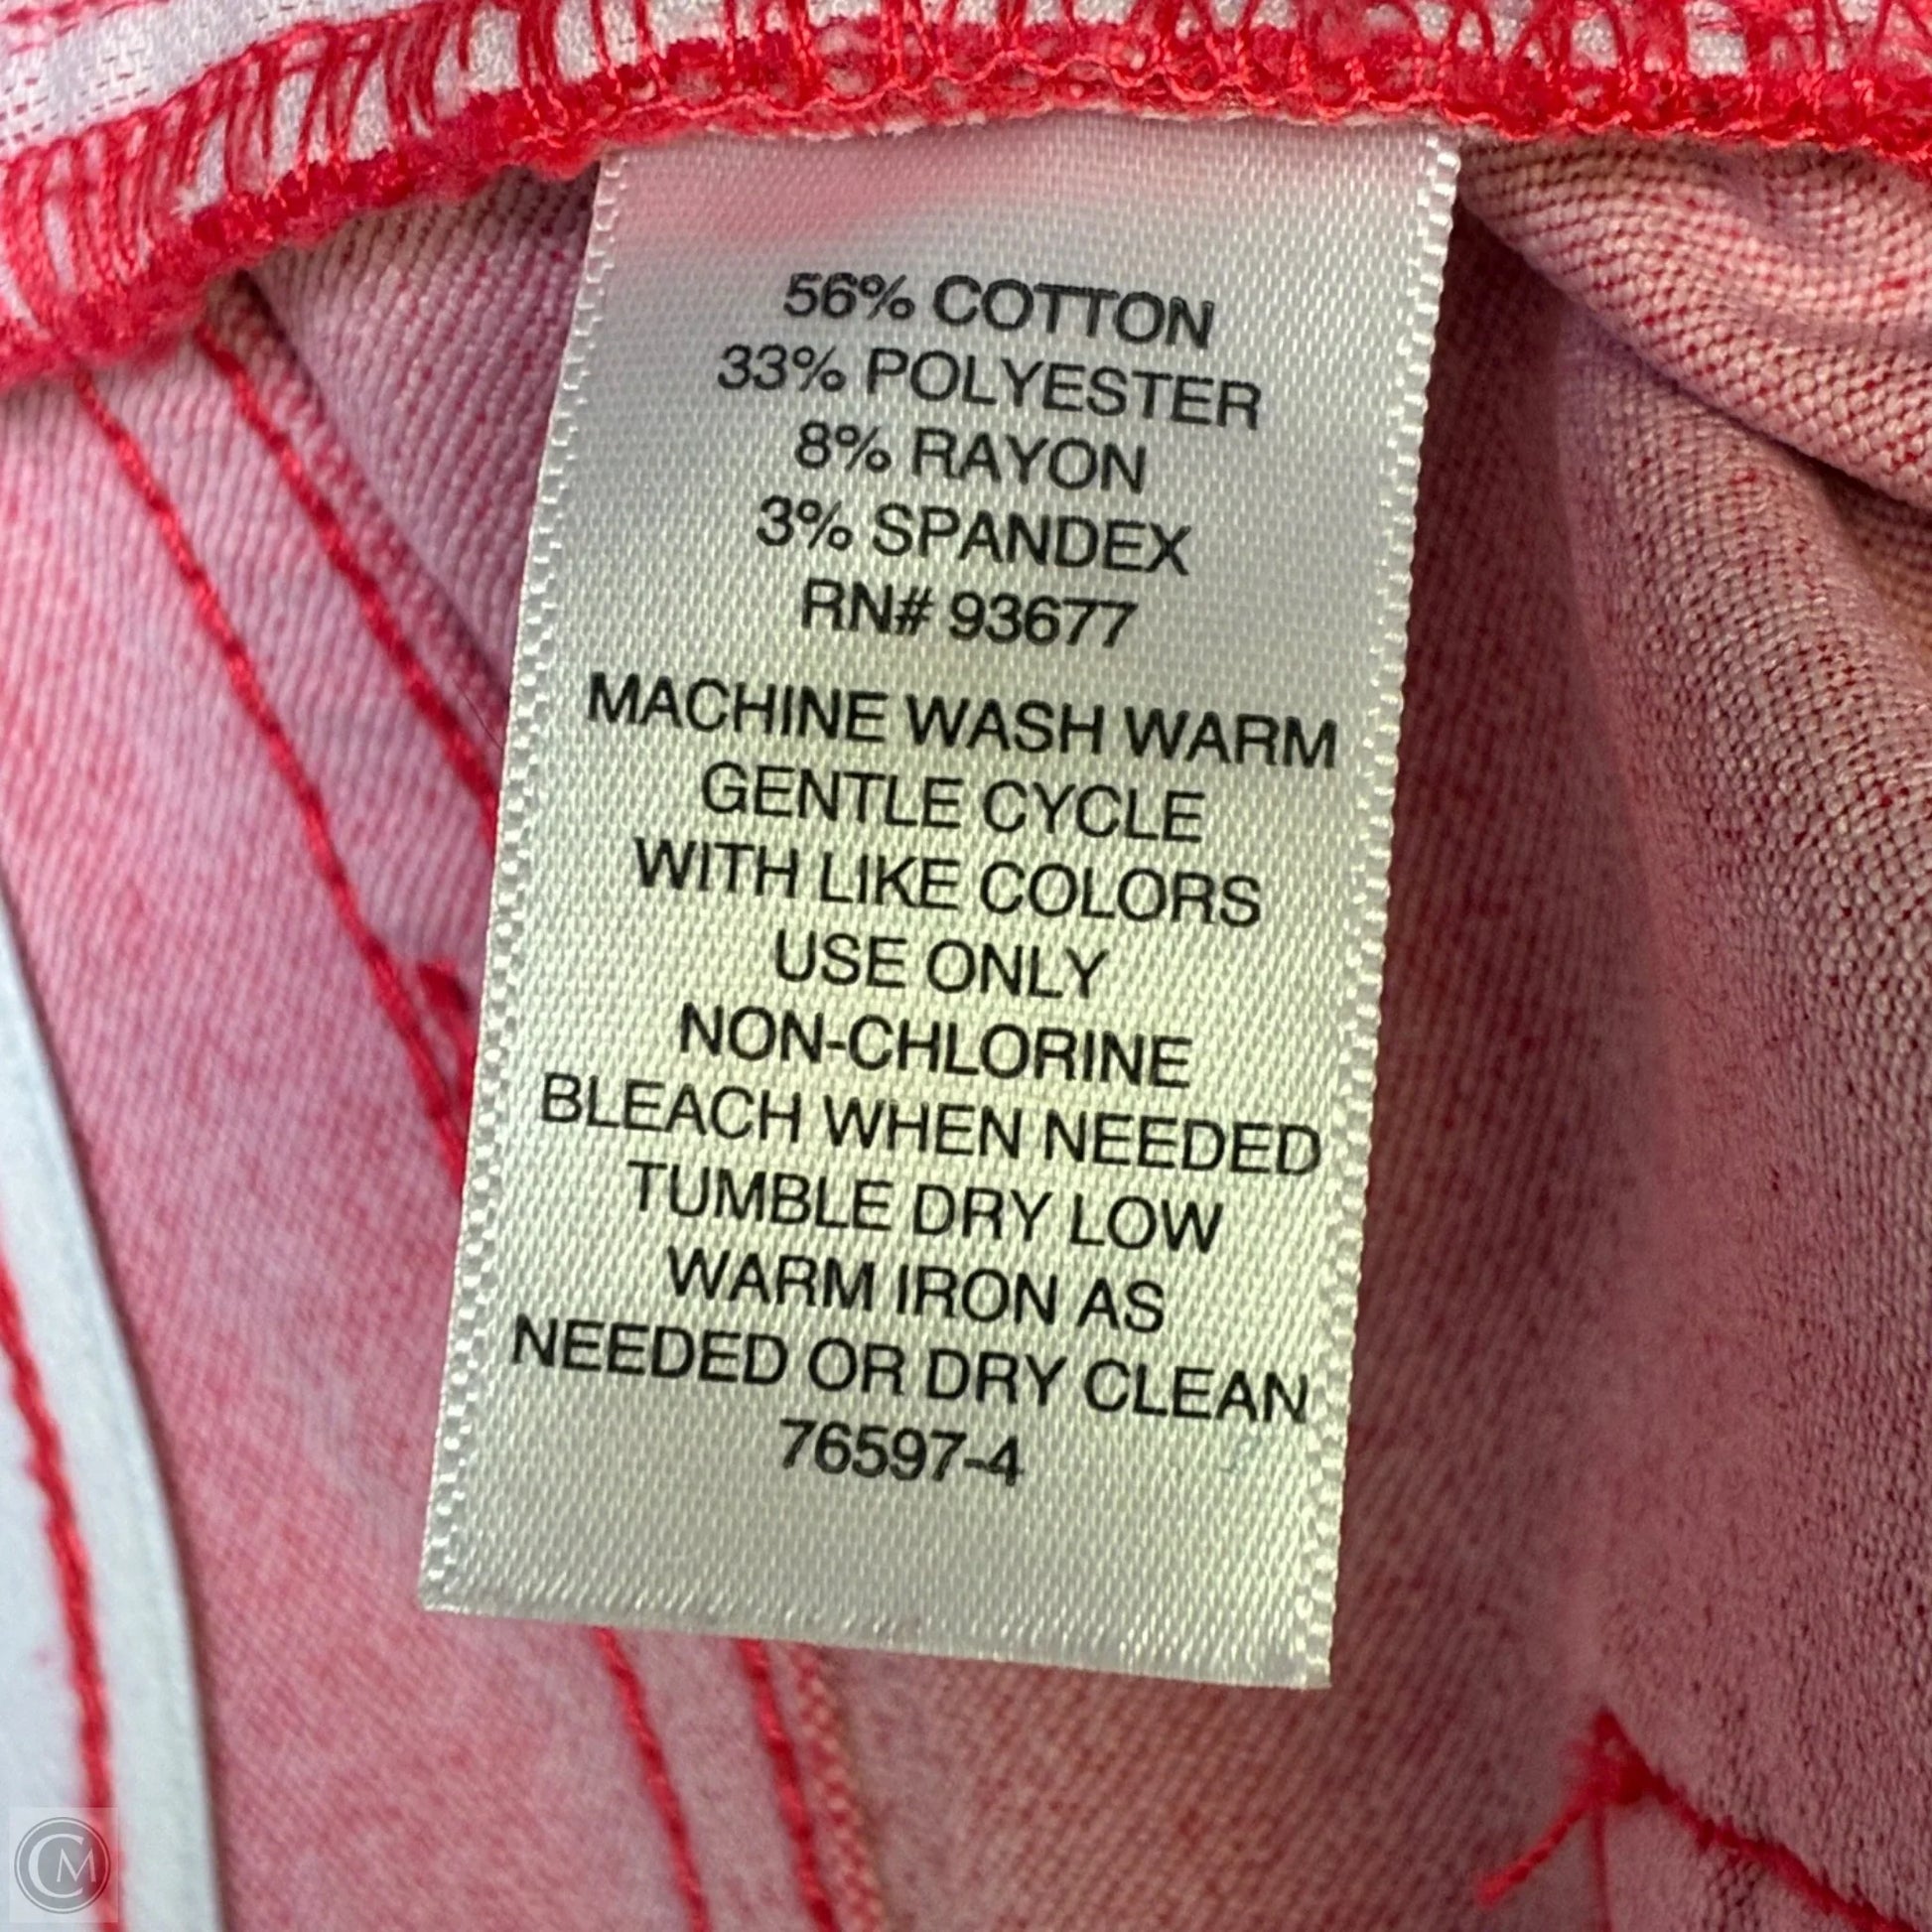 56% COTTON
33% POLYESTER
8% RAYON
3% SPANDEX
RN# 93677
MACHINE WASH WARM
GENTLE CYCLE
WITH LIKE COLORS
USE ONLY
NON-CHLORINE
BLEACH WHEN NEEDED
TUMBLE DRY LOW
WARM IRON AS
NEEDED OR DRY CLEAN
76597-4
CM